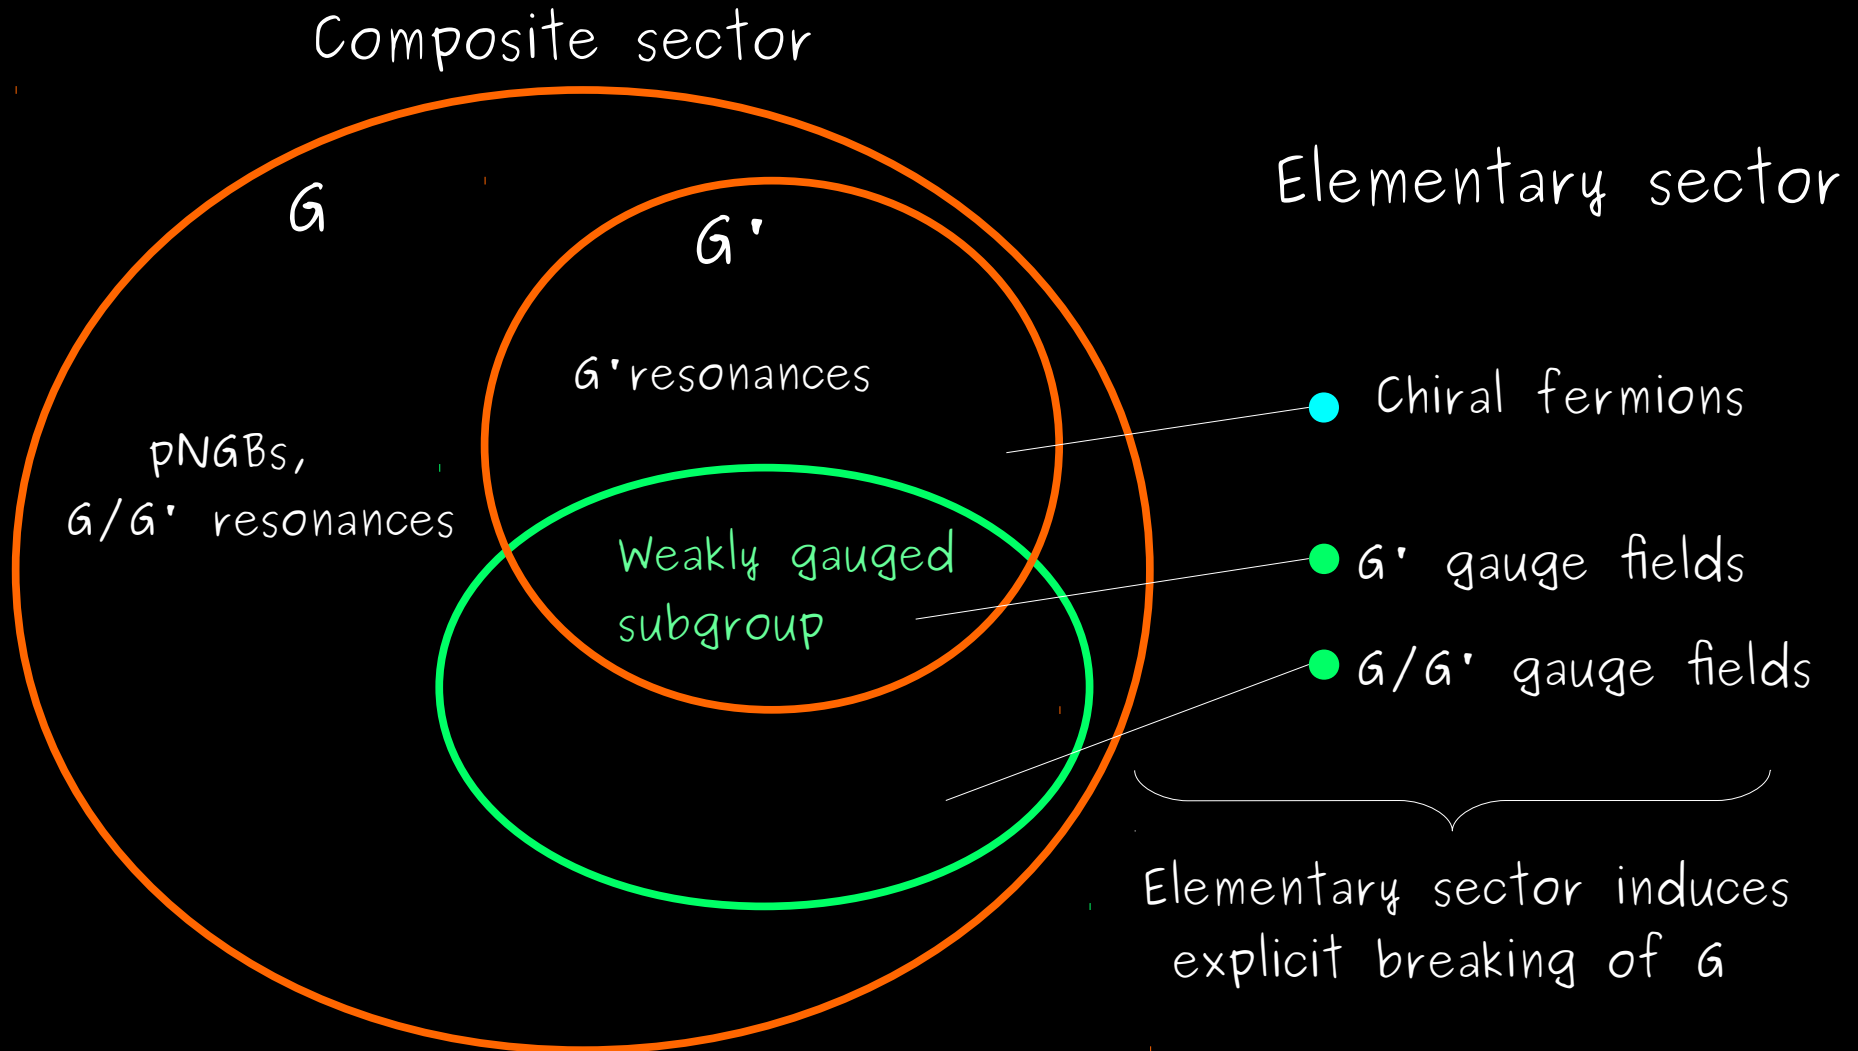 Composite sector
Elementary sector
G
G'
G'resonances
Chiral fermions
pNGBs,
G/G' resonances
Weakly gauged
subgroup
G' gauge fields
G/G' gauge fields
Elementary sector induces
explicit breaking of G